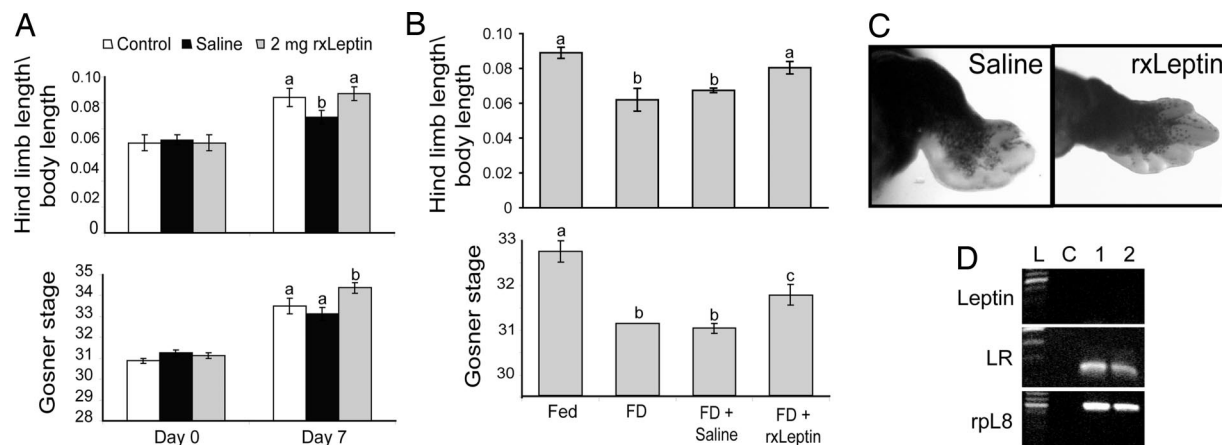 A
Control Saline 2 mg rxLeptin
Hind limb length\
body length
0.10
0.08
0.06
0.04
0.02
0
a
b
a
Gosner stage
35
34
33
32
31
30
29
28
a
a
b
Day 0 Day 7
B
Hind limb length\
body length
0.10
0.08
0.06
0.04
0.02
0
a
b
b
a
Gosner stage
33
32
31
30
a
b
b
c
Fed FD FD +
Saline FD +
rxLeptin
C
Saline rxLeptin
D
L C 1 2
Leptin
LR
rpL8